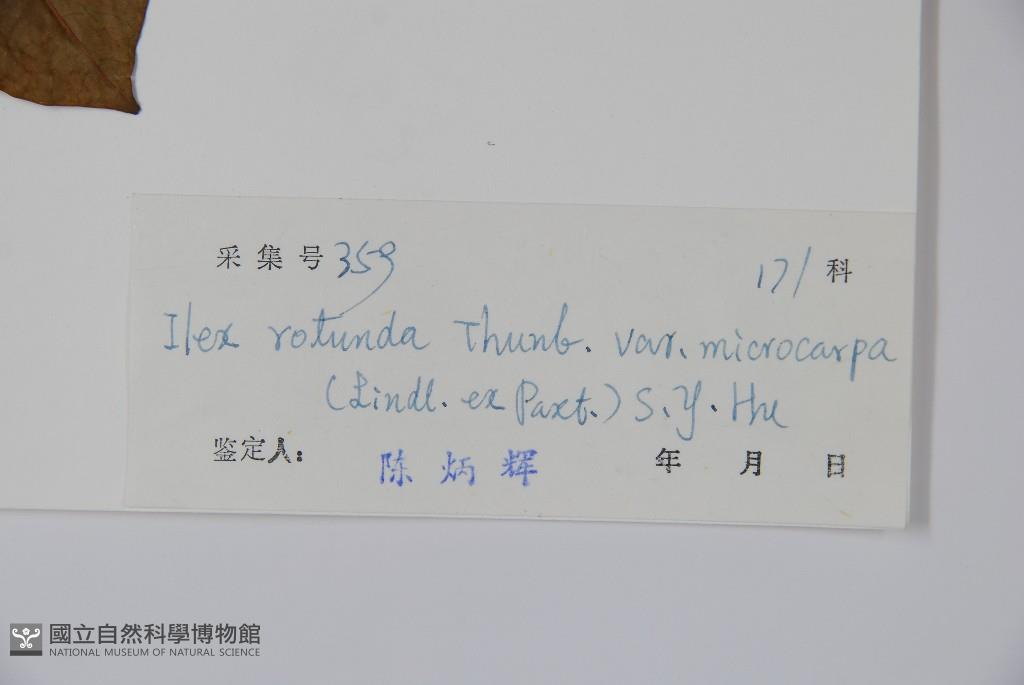 采集号 359 171 科
Ilex rotunda Thunb. var. microcarpa
(Lindl. ex Paxt.) S. Y. Hu
鉴定人: 陈炳辉 年 月 日
國立自然科學博物館
NATIONAL MUSEUM OF NATURAL SCIENCE